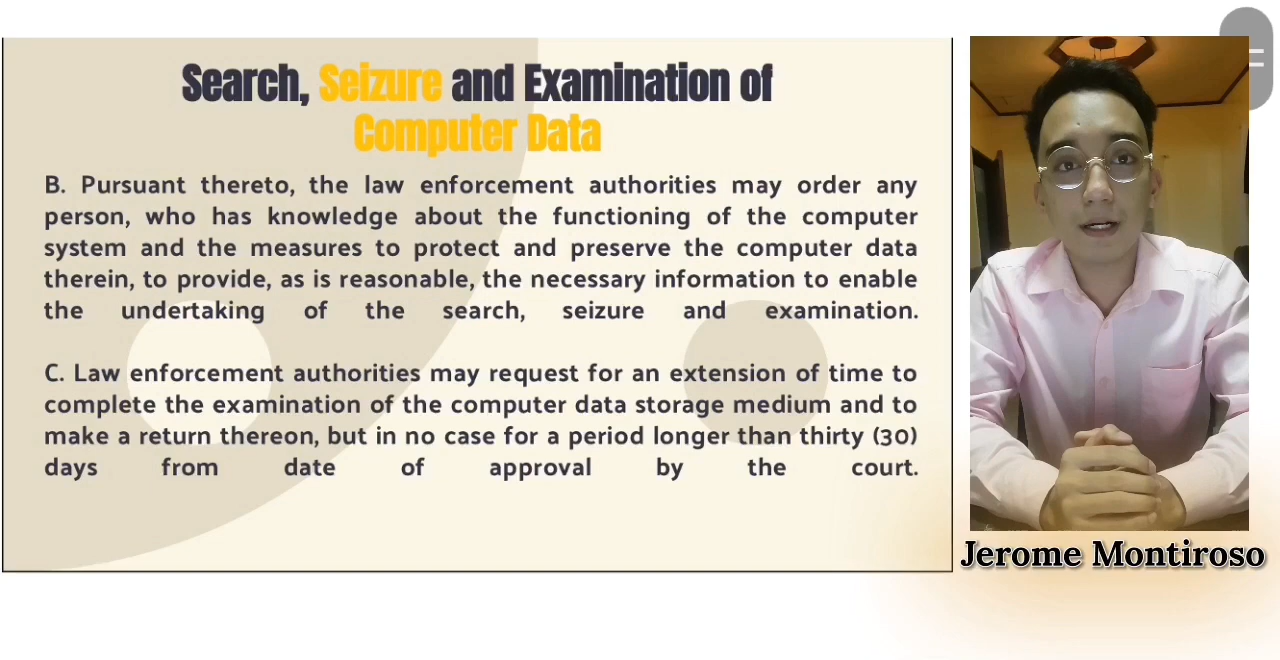 Search, Seizure and Examination of
Computer Data
B. Pursuant thereto, the law enforcement authorities may order any
person, who has knowledge about the functioning of the computer
system and the measures to protect and preserve the computer data
therein, to provide, as is reasonable, the necessary information to enable
the undertaking of the search, seizure and examination.
C. Law enforcement authorities may request for an extension of time to
complete the examination of the computer data storage medium and to
make a return thereon, but in no case for a period longer than thirty (30)
days from date of approval by the court.
Jerome Montiroso